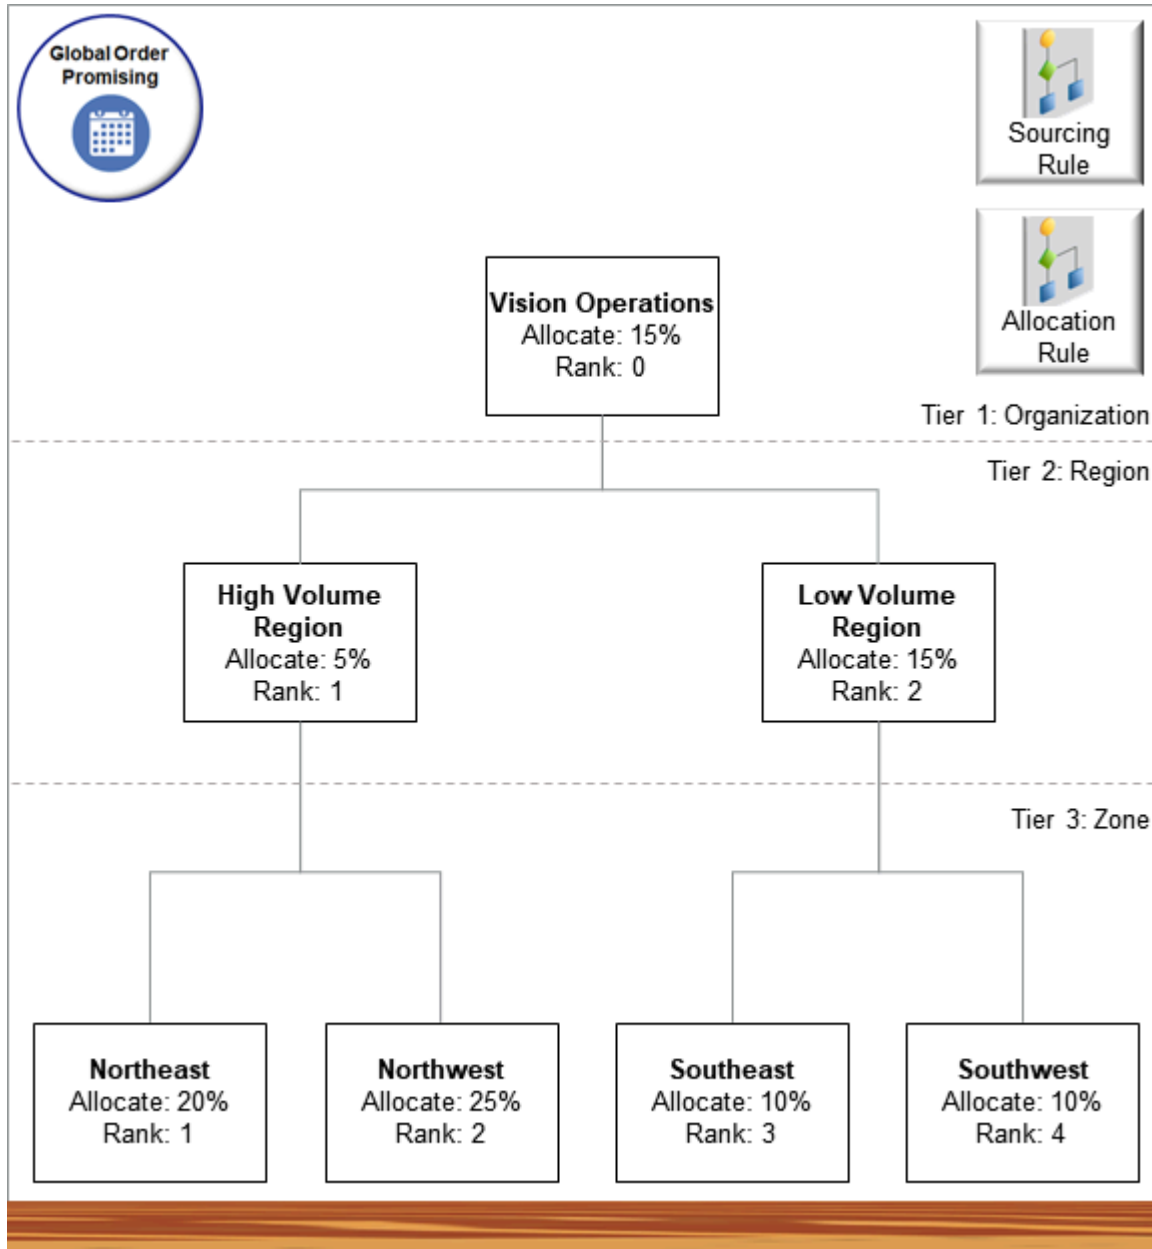 Global Order
Promising
Sourcing
Rule
Allocation
Rule
Vision Operations
Allocate: 15%
Rank: 0
Tier 1: Organization
Tier 2: Region
High Volume
Region
Allocate: 5%
Rank: 1
Low Volume
Region
Allocate: 15%
Rank: 2
Tier 3: Zone
Northeast
Allocate: 20%
Rank: 1
Northwest
Allocate: 25%
Rank: 2
Southeast
Allocate: 10%
Rank: 3
Southwest
Allocate: 10%
Rank: 4